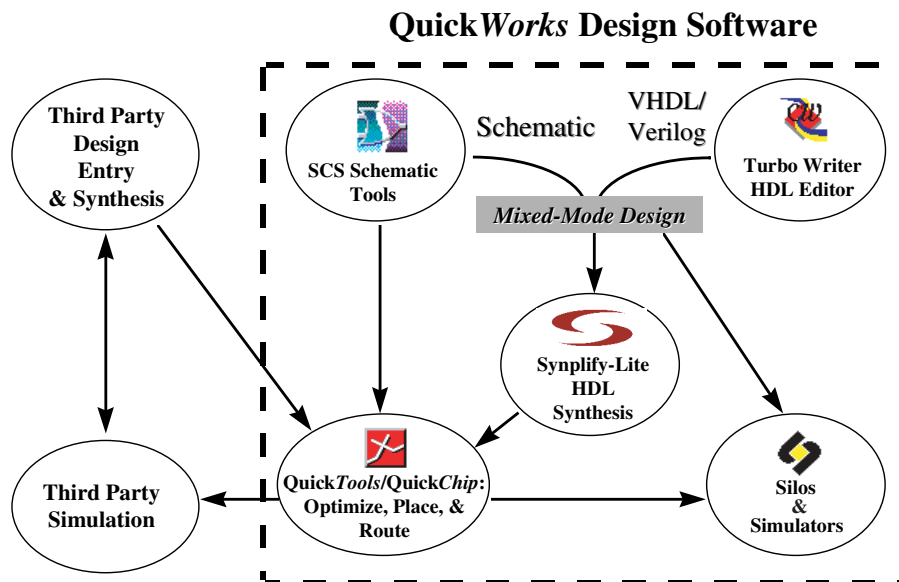 QuickWorks Design Software
Third Party
Design
Entry
& Synthesis
SCS Schematic
Tools
Schematic
VHDL/
Verilog
CW
Turbo Writer
HDL Editor
Mixed-Mode Design
Synplify-Lite
HDL
Synthesis
Third Party
Simulation
QuickTools/QuickChip:
Optimize, Place, &
Route
Silos
&
Simulators